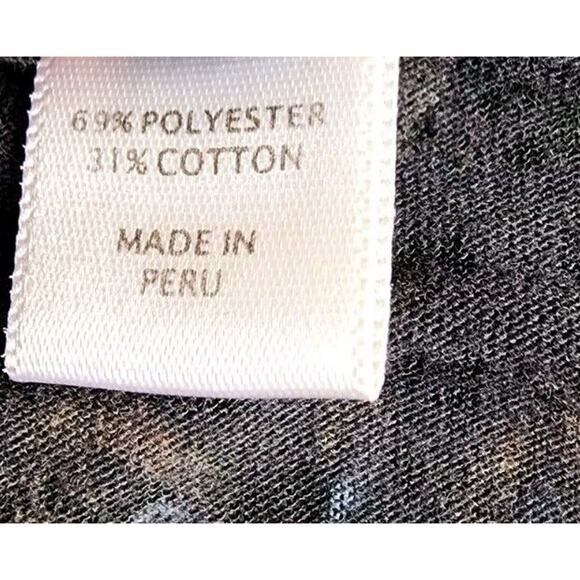 69% POLYESTER
31% COTTON
MADE IN
PERU